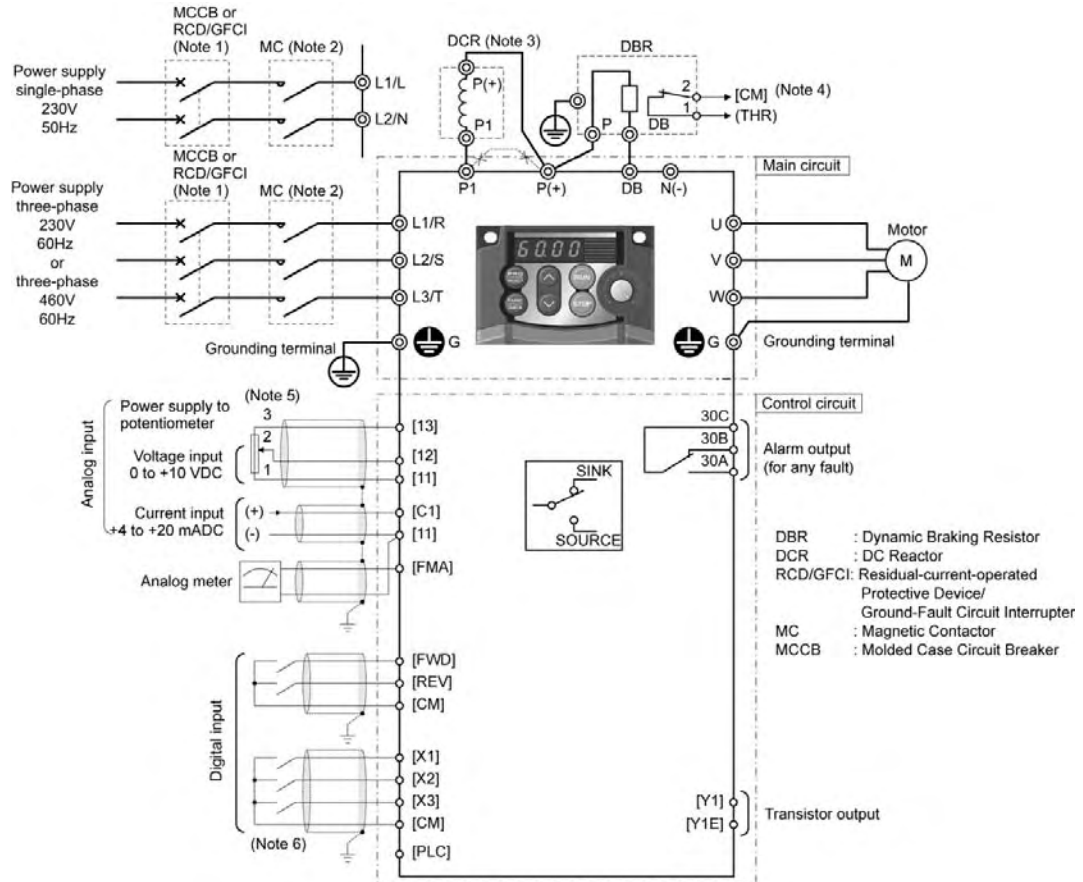 MCCB or
RCD/GFCI
(Note 1)
MC (Note 2)
Power supply
single-phase
230V
50Hz
L1/L
L2/N
DCR (Note 3)
P(+)
P1
DBR
2
1
[CM] (Note 4)
(THR)
P
DB
P1
P(+)
DB
N(-)
Main circuit
MCCB or
RCD/GFCI
(Note 1)
MC (Note 2)
Power supply
three-phase
230V
60Hz
or
three-phase
460V
60Hz
L1/R
L2/S
L3/T
60.00
RUN
STOP
U
V
W
Motor
M
Grounding terminal
G
G
Grounding terminal
Control circuit
Analog input
Power supply to
potentiometer
(Note 5)
3
2
1
Voltage input
0 to +10 VDC
Current input
+4 to +20 mADC
(+)
(-)
Analog meter
[13]
[12]
[11]
[C1]
[11]
[FMA]
SINK
SOURCE
30C
30B
30A
Alarm output
(for any fault)
DBR : Dynamic Braking Resistor
DCR : DC Reactor
RCD/GFCI: Residual-current-operated
Protective Device/
Ground-Fault Circuit Interrupter
MC : Magnetic Contactor
MCCB : Molded Case Circuit Breaker
Digital input
[FWD]
[REV]
[CM]
[X1]
[X2]
[X3]
[CM]
(Note 6)
[PLC]
[Y1]
[Y1E]
Transistor output